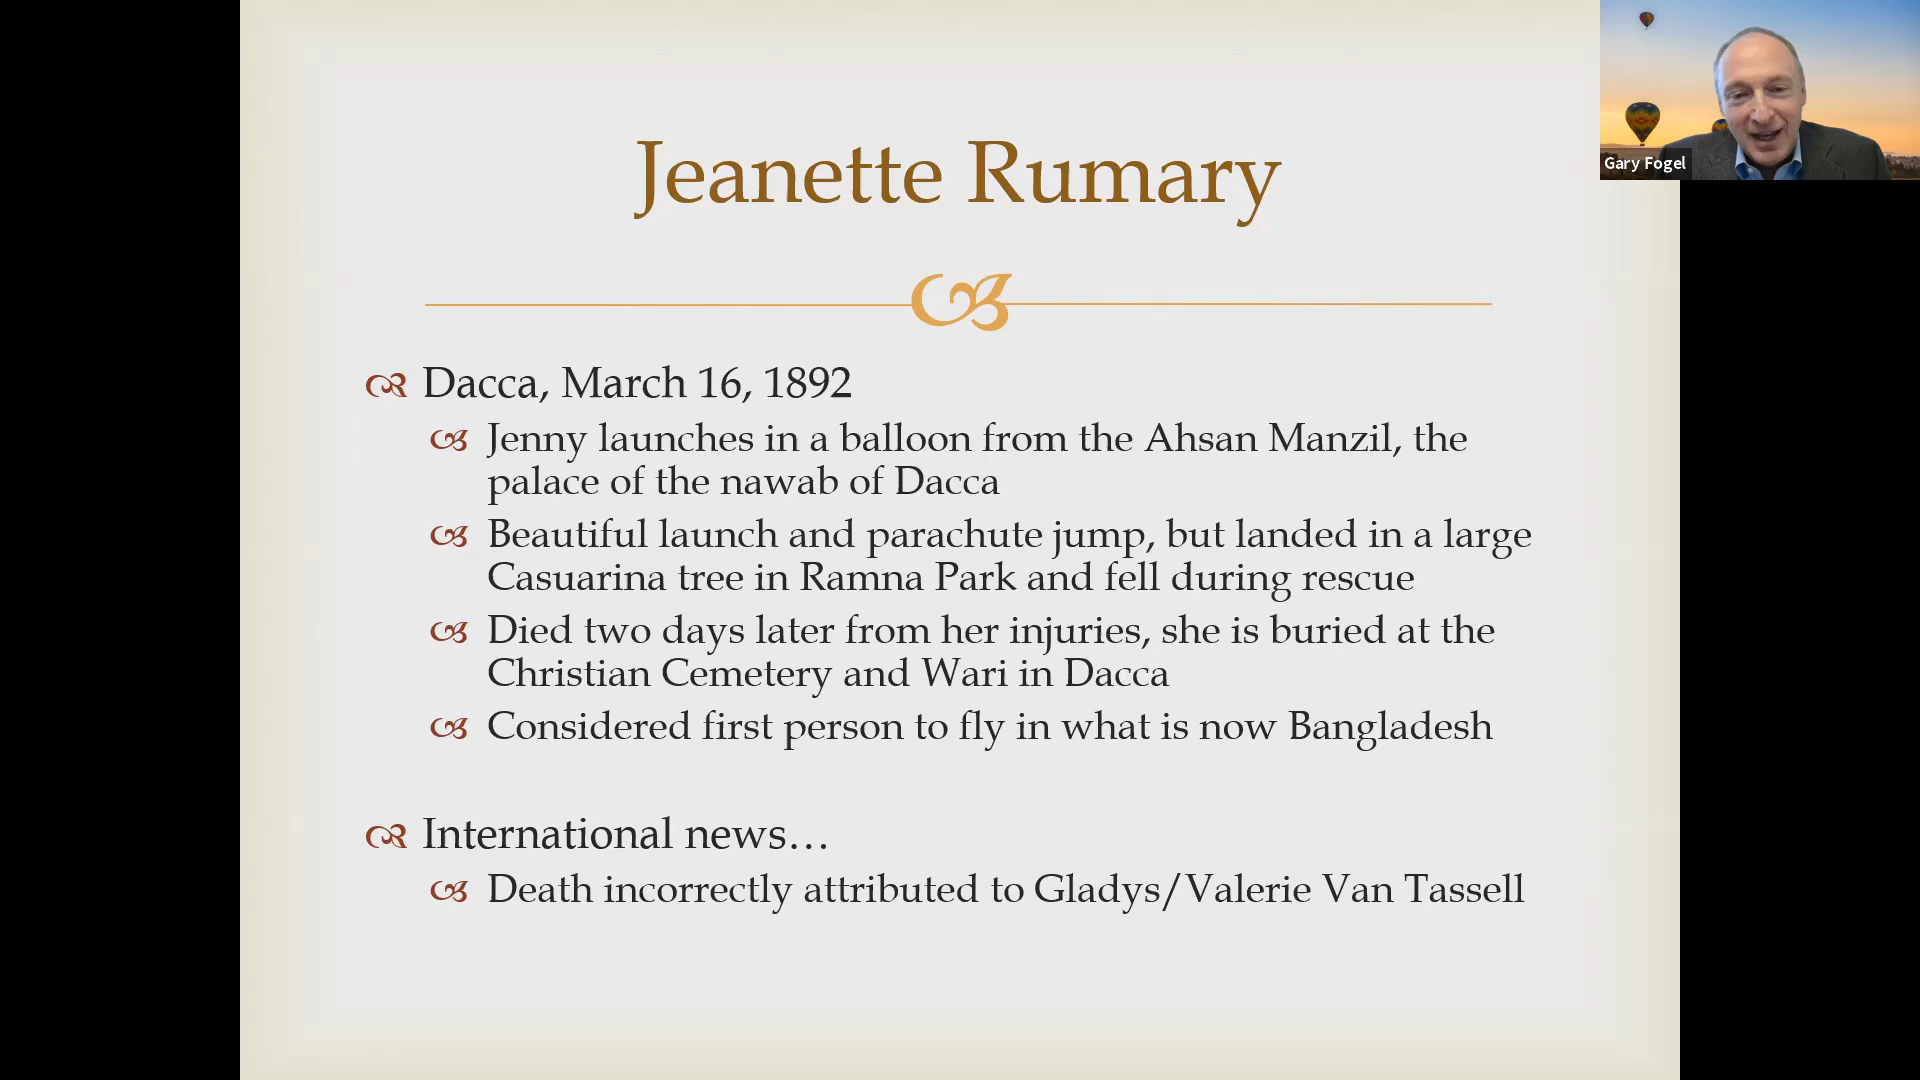 Jeanette Rumary
Dacca, March 16, 1892
Jenny launches in a balloon from the Ahsan Manzil, the
palace of the nawab of Dacca
Beautiful launch and parachute jump, but landed in a large
Casuarina tree in Ramna Park and fell during rescue
Died two days later from her injuries, she is buried at the
Christian Cemetery and Wari in Dacca
Considered first person to fly in what is now Bangladesh
International news…
Death incorrectly attributed to Gladys/Valerie Van Tassell
Gary Fogel